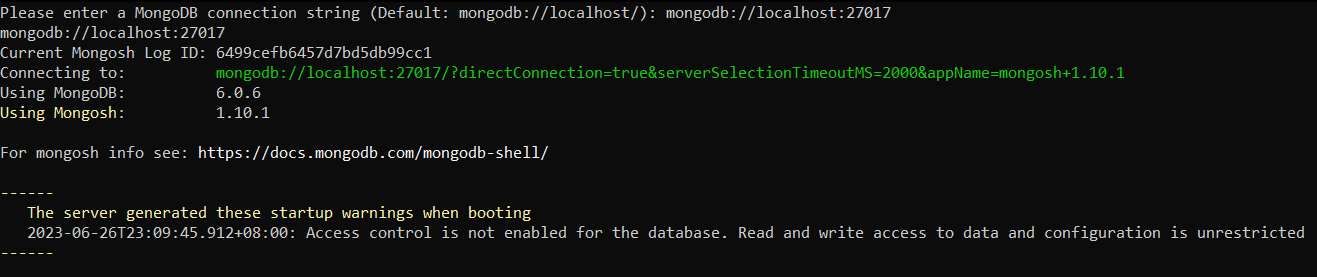 Please enter a MongoDB connection string (Default: mongodb://localhost/): mongodb://localhost:27017
mongodb://localhost:27017
Current Mongosh Log ID: 6499cefb6457d7bd5db99cc1
Connecting to:          mongodb://localhost:27017/?directConnection=true&serverSelectionTimeoutMS=2000&appName=mongosh+1.10.1
Using MongoDB:          6.0.6
Using Mongosh:          1.10.1
For mongosh info see: https://docs.mongodb.com/mongodb-shell/
------
   The server generated these startup warnings when booting
   2023-06-26T23:09:45.912+08:00: Access control is not enabled for the database. Read and write access to data and configuration is unrestricted
------